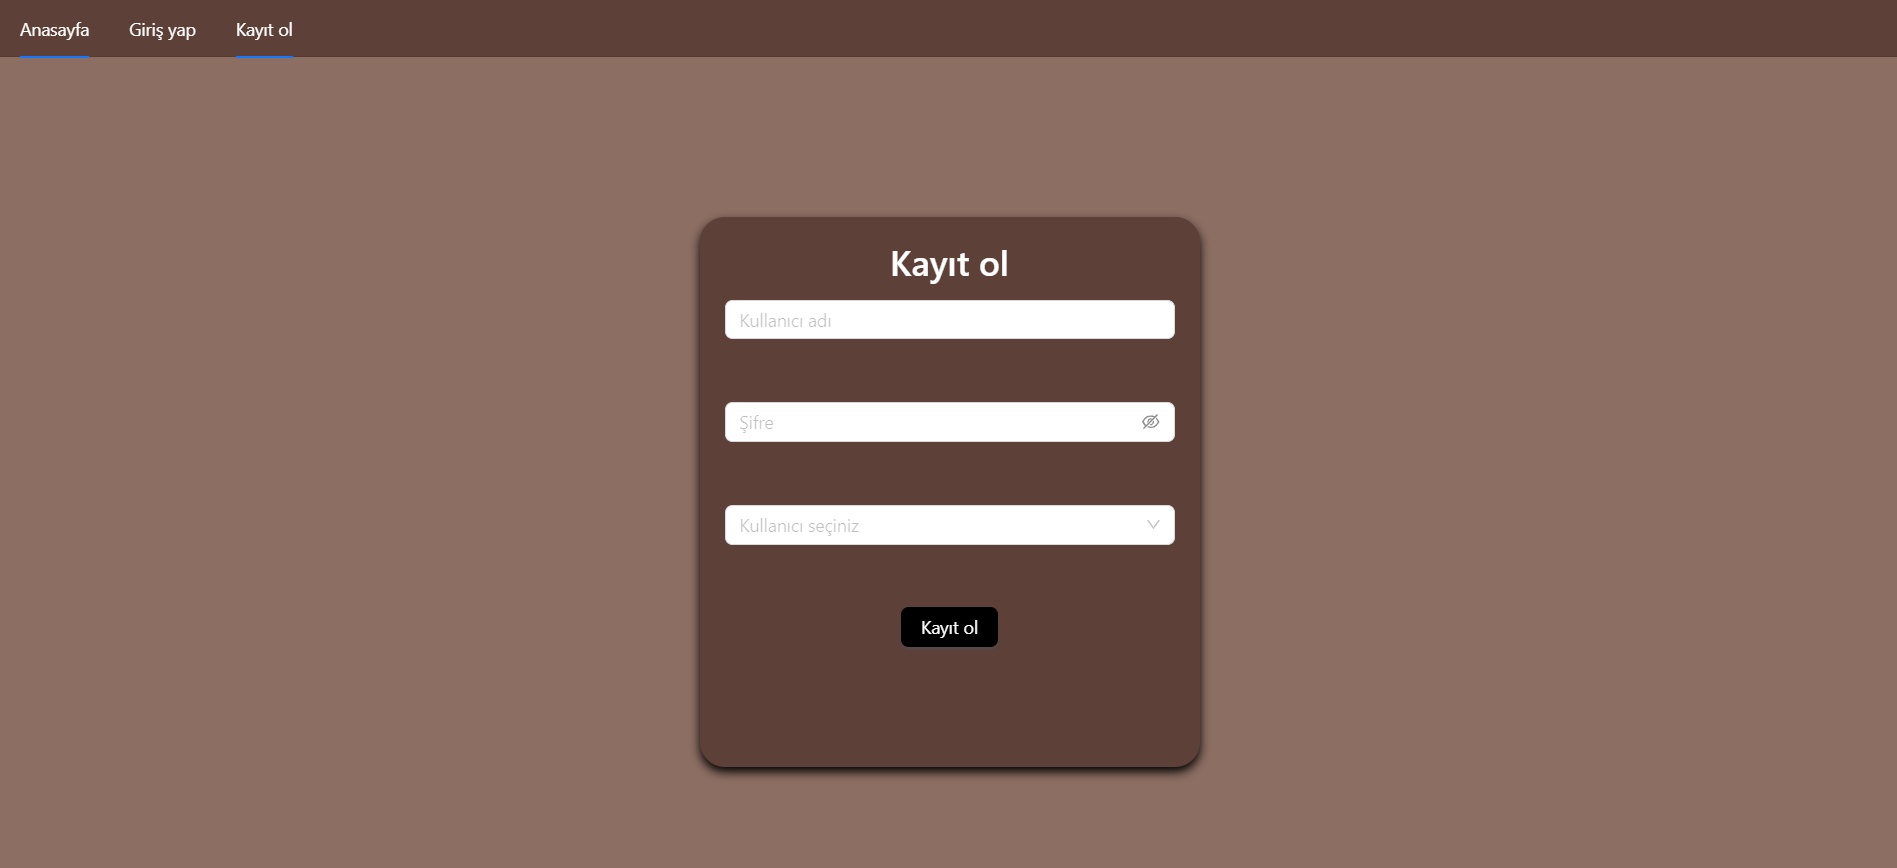 Anasayfa Giriş yap Kayıt ol
Kayıt ol
Kullanıcı adı
Şifre
Kullanıcı seçiniz
Kayıt ol